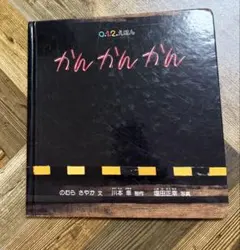 0.1.2.えほん
かん かん かん
のむら さやか 文 川本 幸 制作 塩田正幸 写真